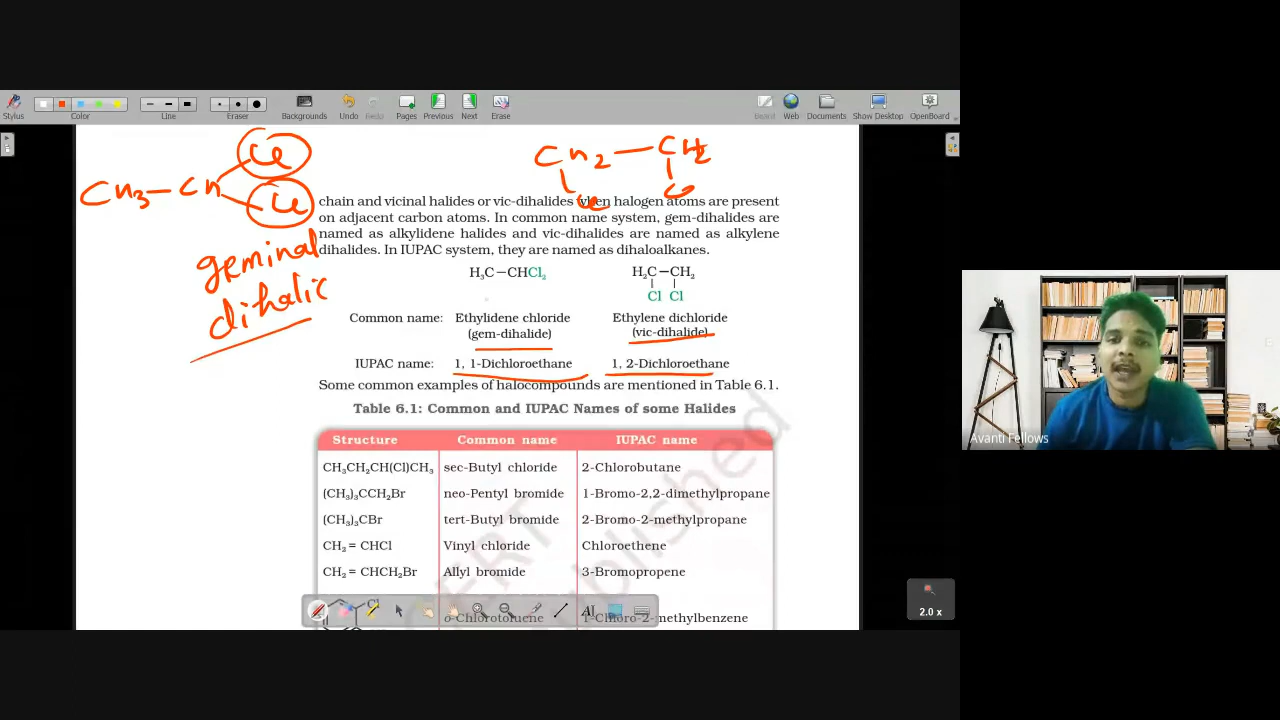 Stylus
Color
Line
Eraser
Backgrounds
Undo
Redo
Pages
Previous
Next
Erase
Board
Web
Documents
Show Desktop
OpenBoard
CH3 — CH
Cl
Cl
geminal
CH2 — CH2
Cl
Cl
chain and vicinal halides or vic-dihalides when halogen atoms are present
on adjacent carbon atoms. In common name system, gem-dihalides are
named as alkylidene halides and vic-dihalides are named as alkylene
dihalides. In IUPAC system, they are named as dihaloalkanes.
H₃C—CHCl₂
H₂C—CH₂
Cl Cl
Common name: Ethylidene chloride Ethylene dichloride
(gem-dihalide) (vic-dihalide)
IUPAC name: 1, 1-Dichloroethane 1, 2-Dichloroethane
Some common examples of halocompounds are mentioned in Table 6.1.
Table 6.1: Common and IUPAC Names of some Halides
Structure Common name IUPAC name
CH₃CH₂CH(Cl)CH₃ sec-Butyl chloride 2-Chlorobutane
(CH₃)₃CCH₂Br neo-Pentyl bromide 1-Bromo-2,2-dimethylpropane
(CH₃)₃CBr tert-Butyl bromide 2-Bromo-2-methylpropane
CH₂ = CHCl Vinyl chloride Chloroethene
CH₂ = CHCH₂Br Allyl bromide 3-Bromopropene
Cl
o-Chlorotoluene 1-Chloro-2-methylbenzene
2.0 x
Avanti Fellows